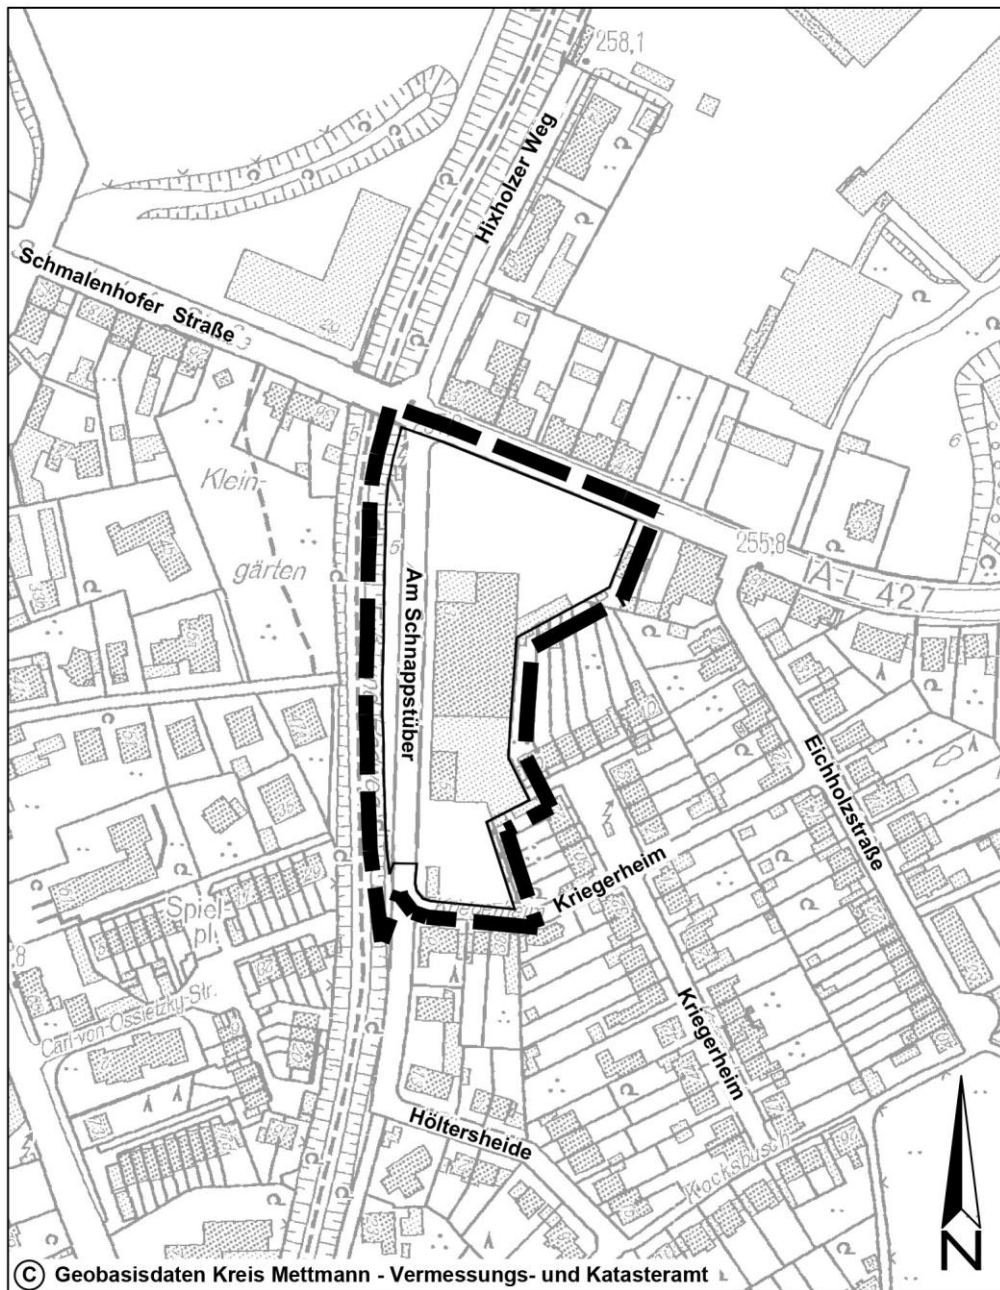 258,1
Hixholzer Weg
Schmalenhofer Straße
Klein-
gärten
255,8
L 427
Am Schnappstüber
Eichholzstraße
Kriegerheim
Spiel-
pl.
Carl-von-Ossietzky-Str.
Kriegerheim
Höltersheide
Kocksbusch
N
© Geobasisdaten Kreis Mettmann - Vermessungs- und Katasteramt